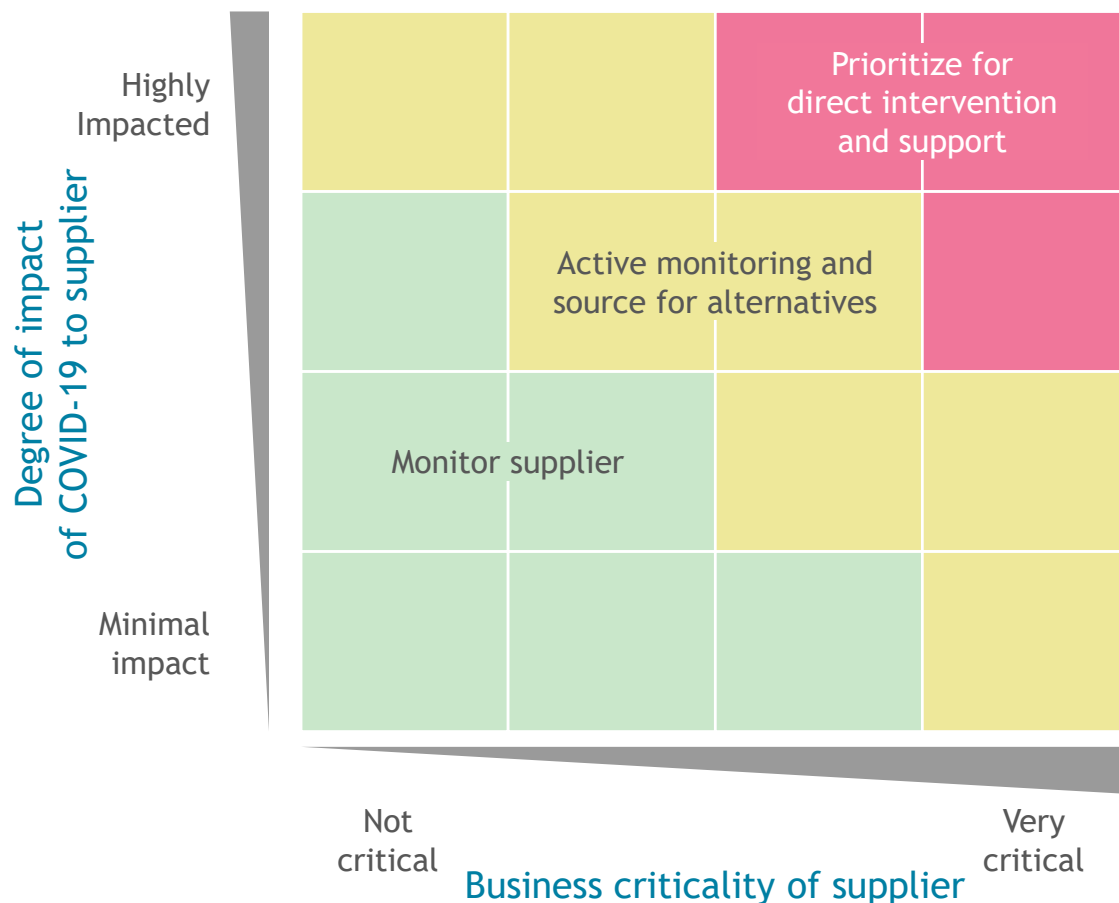 Highly
Impacted
Prioritize for
direct intervention
and support
Degree of impact
of COVID-19 to supplier
Active monitoring and
source for alternatives
Monitor supplier
Minimal
impact
Not
critical
Very
critical
Business criticality of supplier